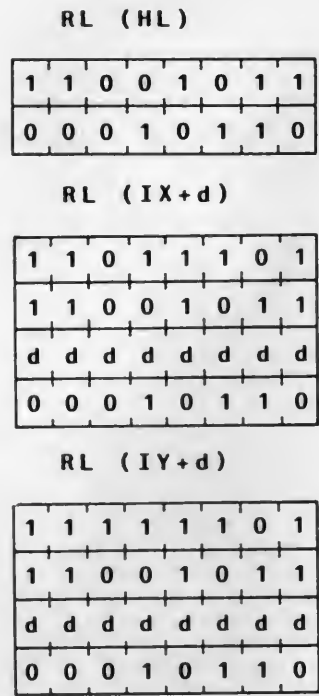 RL (HL)
1 1 0 0 1 0 1 1
0 0 0 1 0 1 1 0
RL (IX+d)
1 1 0 1 1 1 0 1
1 1 0 0 1 0 1 1
d d d d d d d d
0 0 0 1 0 1 1 0
RL (IY+d)
1 1 1 1 1 1 0 1
1 1 0 0 1 0 1 1
d d d d d d d d
0 0 0 1 0 1 1 0